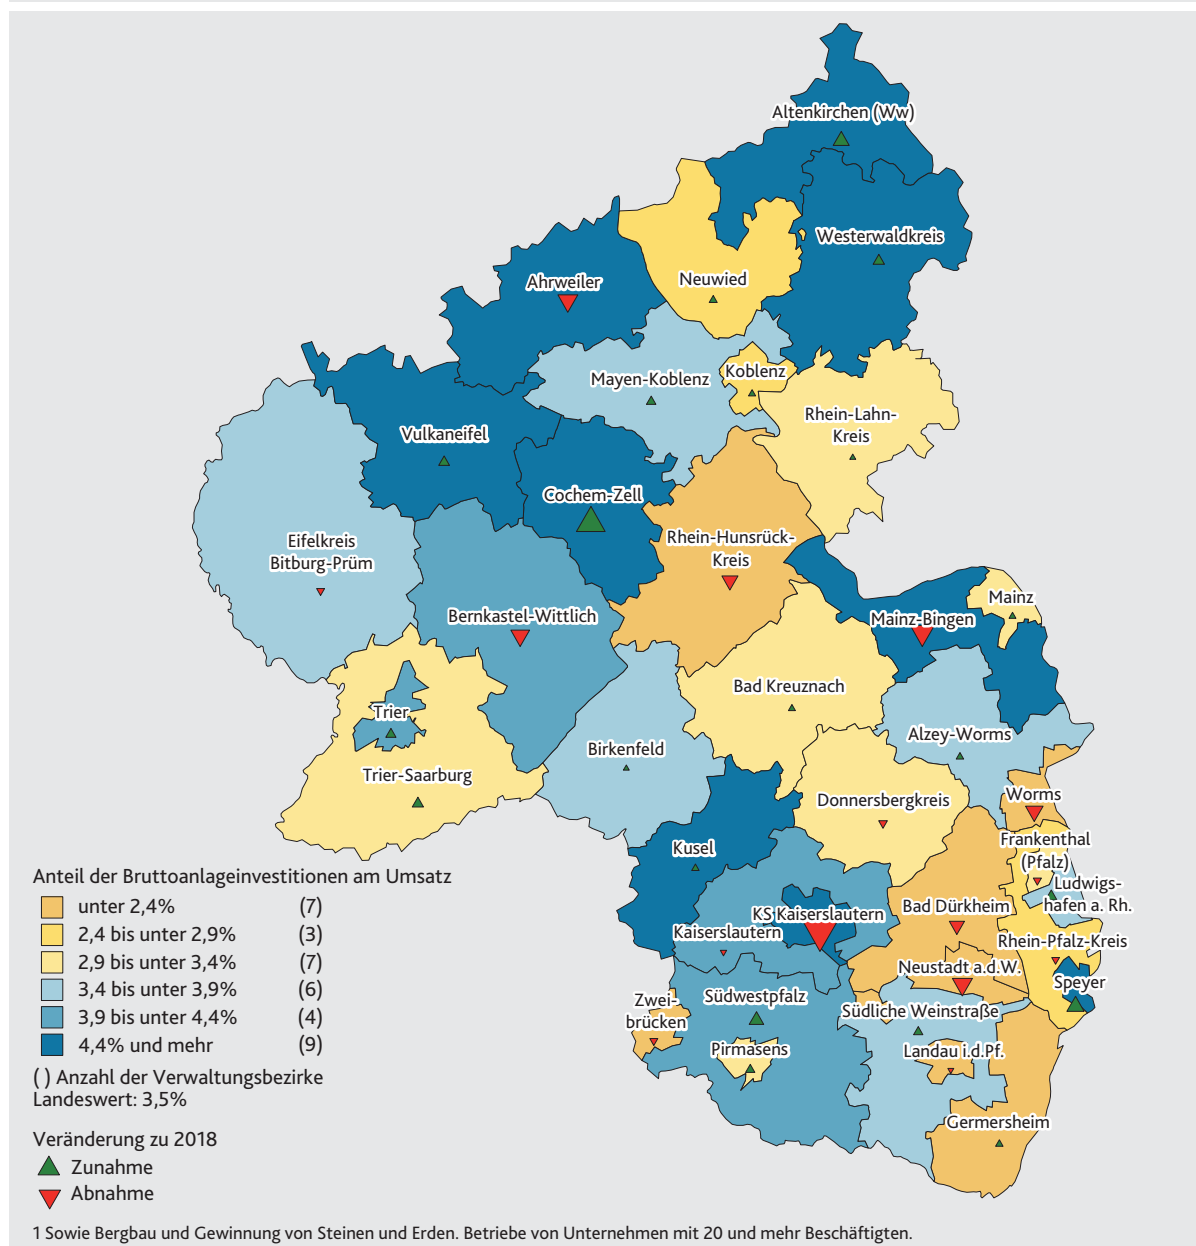 Altenkirchen (Ww)
Westerwaldkreis
Neuwied
Ahrweiler
Mayen-Koblenz
Koblenz
Rhein-Lahn-
Kreis
Vulkaneifel
Cochem-Zell
Rhein-Hunsrück-
Kreis
Eifelkreis
Bitburg-Prüm
Bernkastel-Wittlich
Mainz
Mainz-Bingen
Bad Kreuznach
Trier
Alzey-Worms
Birkenfeld
Trier-Saarburg
Donnersbergkreis
Worms
Frankenthal
(Pfalz)
Kusel
Ludwigs-
hafen a. Rh.
KS Kaiserslautern
Bad Dürkheim
Kaiserslautern
Rhein-Pfalz-Kreis
Neustadt a.d.W.
Speyer
Zwei-
brücken
Südwestpfalz
Südliche Weinstraße
Pirmasens
Landau i.d.Pf.
Germersheim
Anteil der Bruttoanlageinvestitionen am Umsatz
unter 2,4% (7)
2,4 bis unter 2,9% (3)
2,9 bis unter 3,4% (7)
3,4 bis unter 3,9% (6)
3,9 bis unter 4,4% (4)
4,4% und mehr (9)
( ) Anzahl der Verwaltungsbezirke
Landeswert: 3,5%
Veränderung zu 2018
Zunahme
Abnahme
1 Sowie Bergbau und Gewinnung von Steinen und Erden. Betriebe von Unternehmen mit 20 und mehr Beschäftigten.